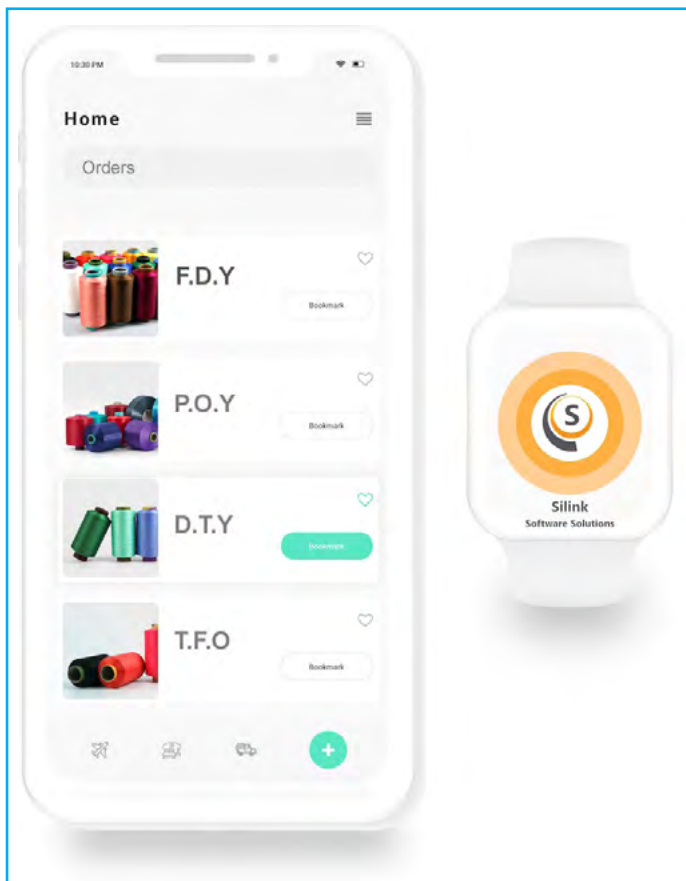 10:30 PM
Home
Orders
F.D.Y
Bookmark
P.O.Y
Bookmark
D.T.Y
Bookmark
T.F.O
Bookmark
S
Silink
Software Solutions